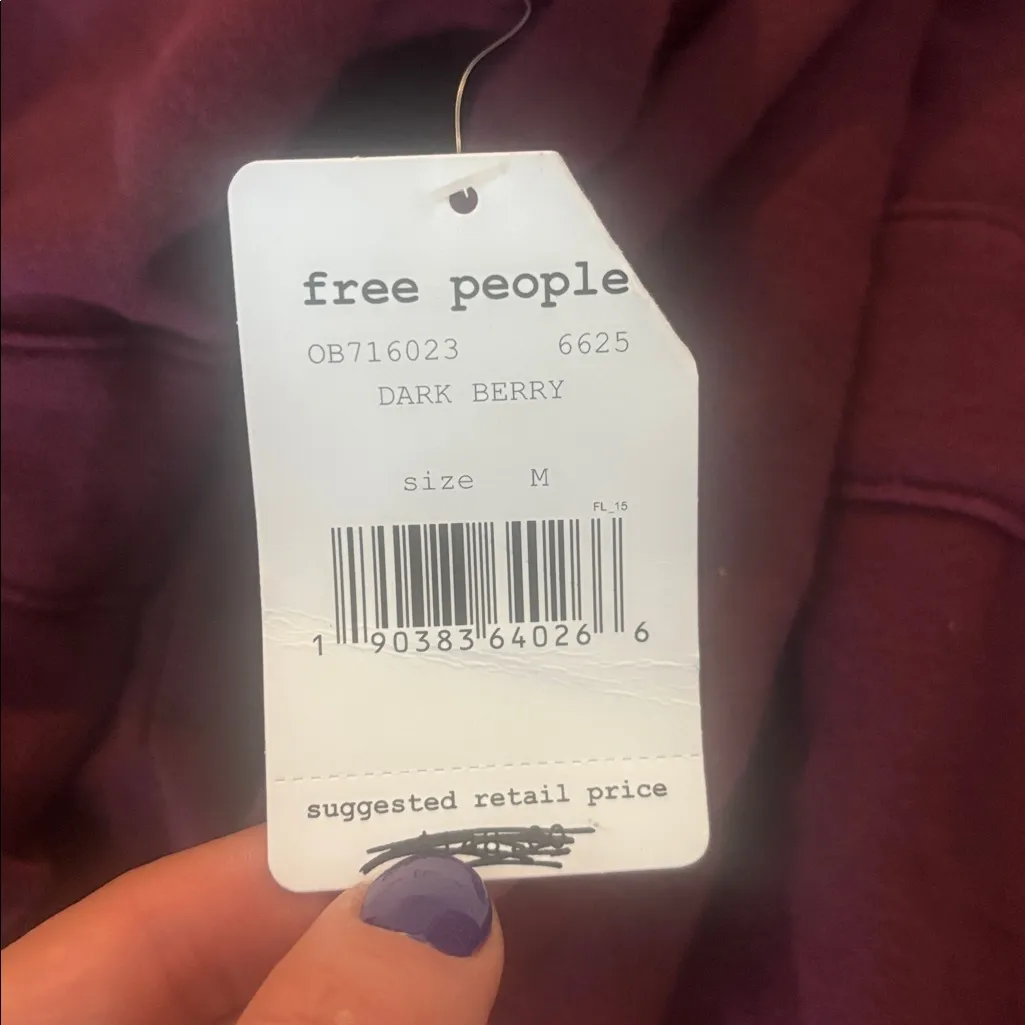 free people
OB716023 6625
DARK BERRY
size M
FL_15
1 90383 64026 6
suggested retail price